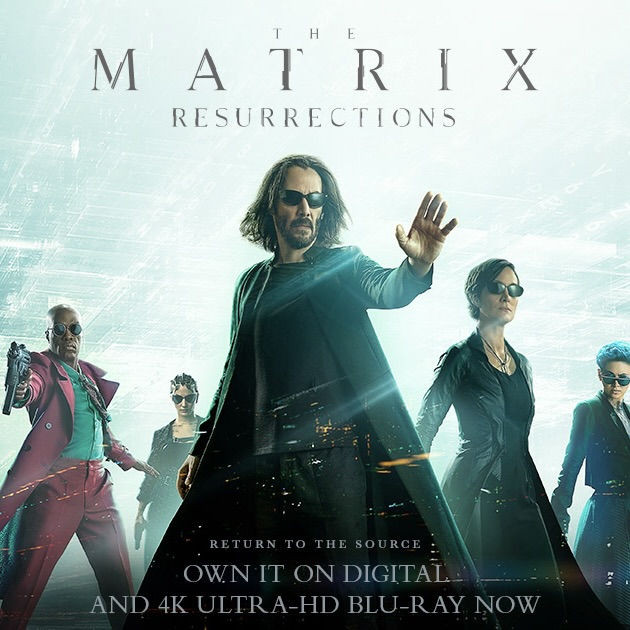 THE
MATRIX
RESURRECTIONS
RETURN TO THE SOURCE
OWN IT ON DIGITAL
AND 4K ULTRA-HD BLU-RAY NOW